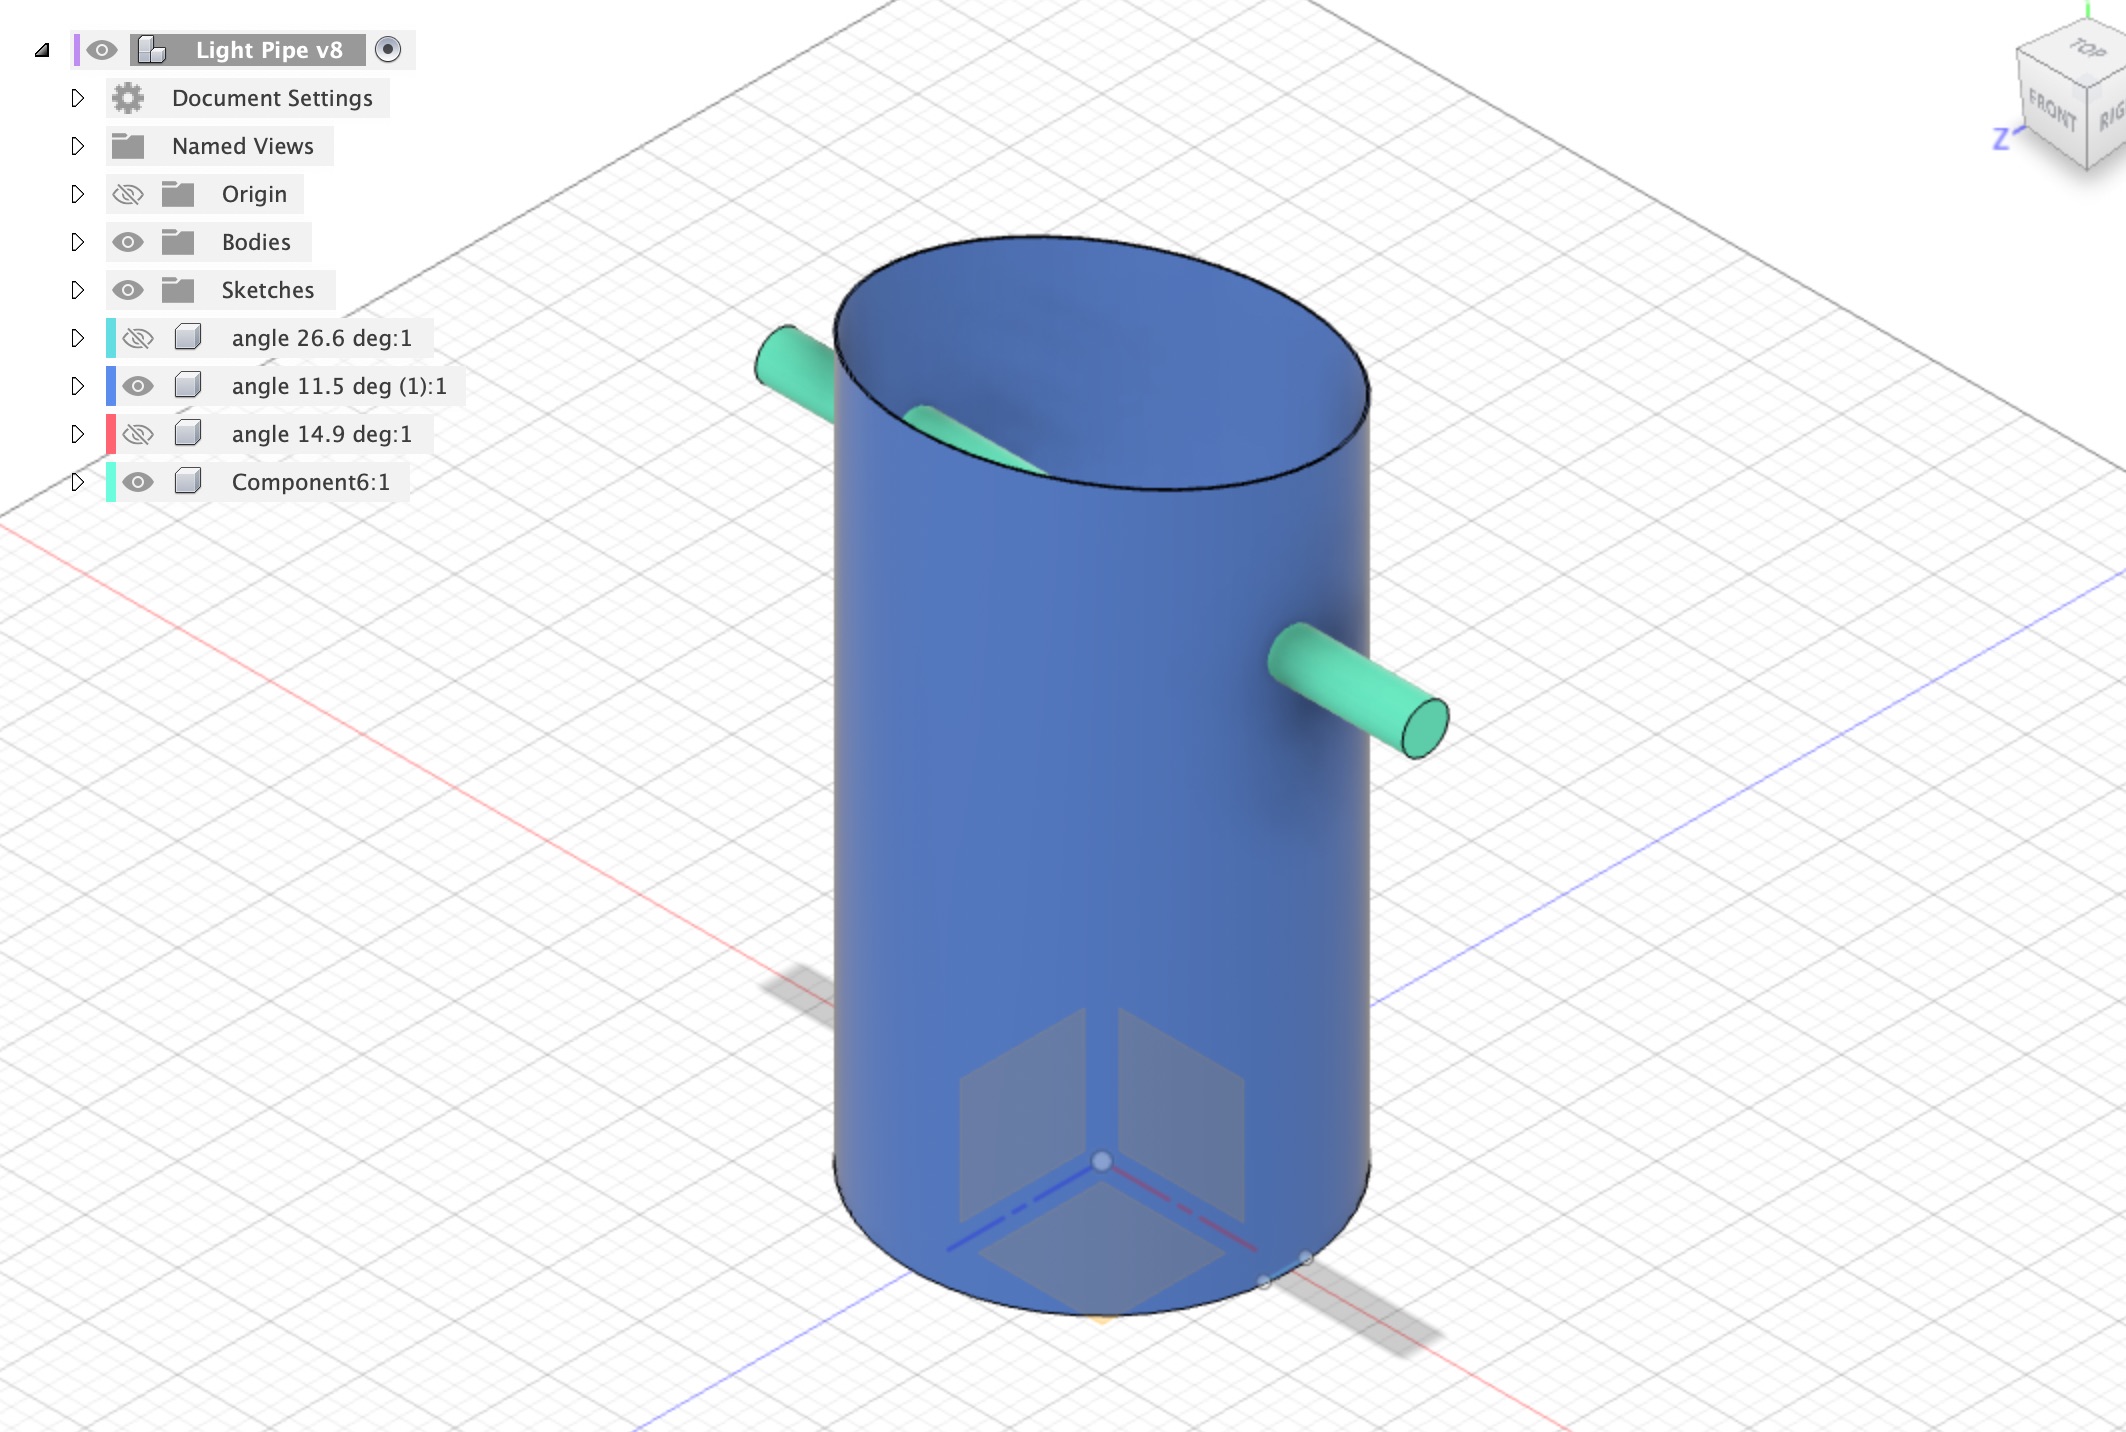 Light Pipe v8
Document Settings
Named Views
Origin
Bodies
Sketches
angle 26.6 deg:1
angle 11.5 deg (1):1
angle 14.9 deg:1
Component6:1
TOP
FRONT
RIG
Z